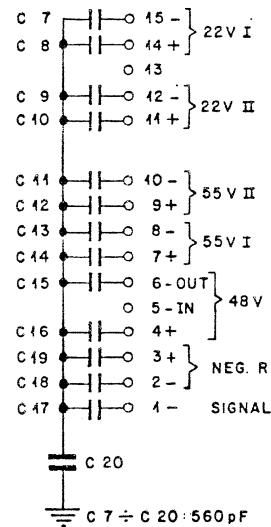 C 7 15 - 22V I
C 8 14 +
13
C 9 12 - 22V II
C 10 11 +
C 11 10 - 55V II
C 12 9 +
C 13 8 - 55V I
C 14 7 +
C 15 6 - OUT 48V
5 - IN
C 16 4 +
C 19 3 + NEG. R
C 18 2 -
C 17 1 - SIGNAL
C 20
C 7 ÷ C 20 : 560 pF